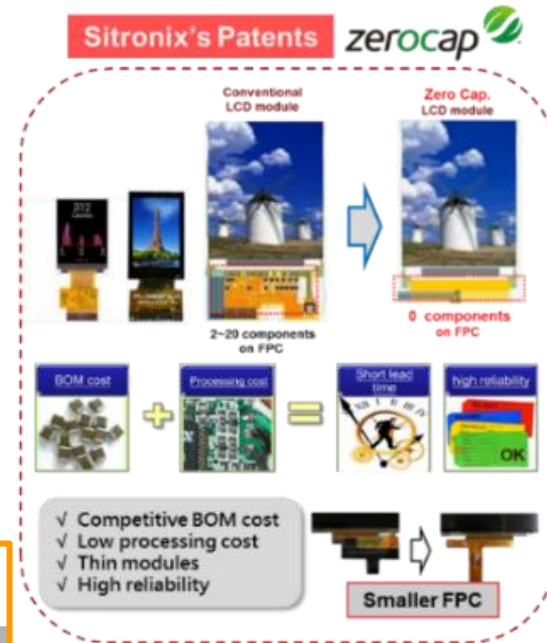 Sitronix's Patents
zerocap
Conventional
LCD module
Zero Cap.
LCD module
312
2~20 components
on FPC
0 components
on FPC
BOM cost
Processing cost
Short lead
time
high reliability
OK
√ Competitive BOM cost
√ Low processing cost
√ Thin modules
√ High reliability
Smaller FPC